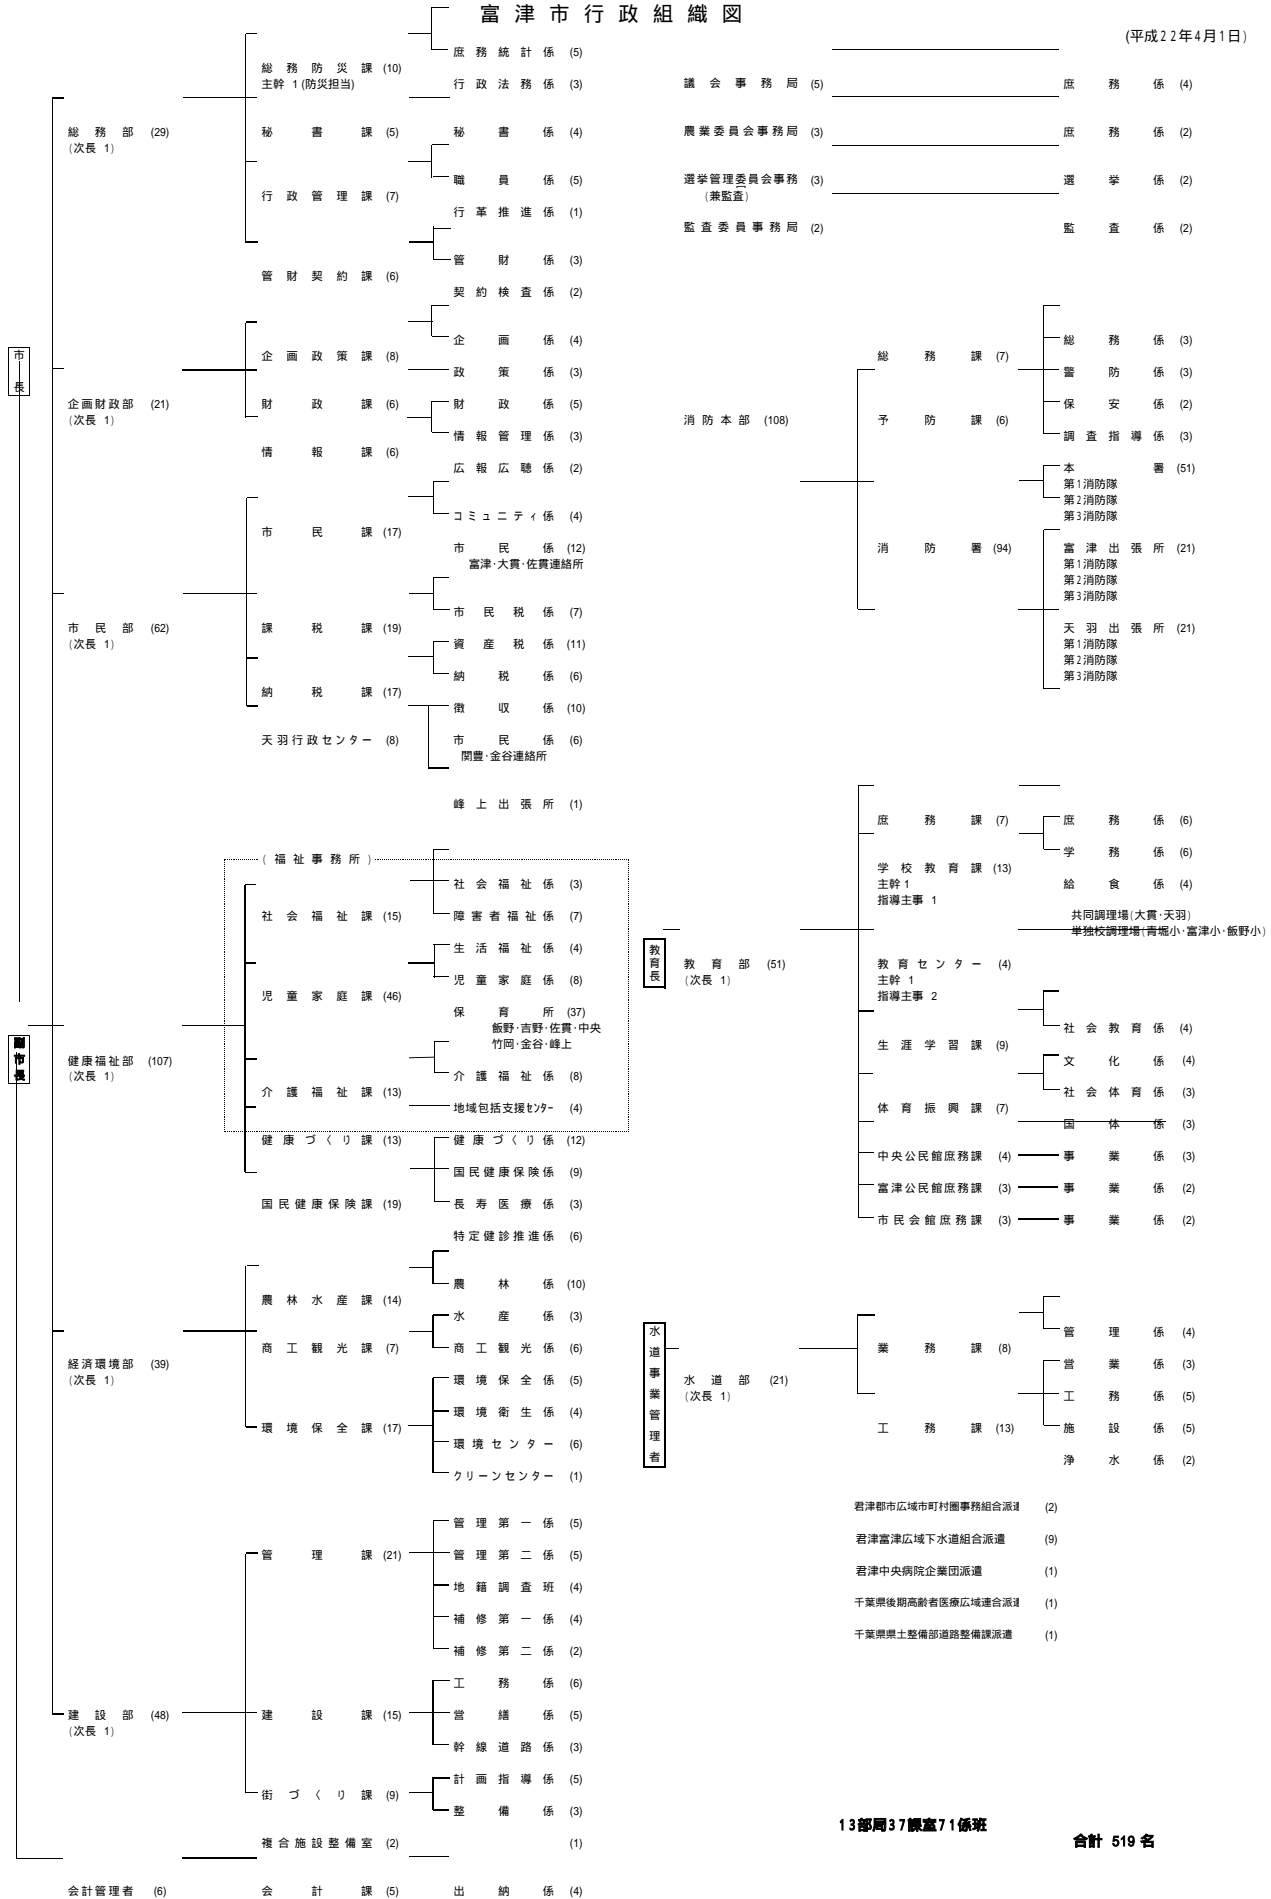 富津市行政組織図
(平成22年4月1日)
市長
副市長
総務部 (29)
(次長 1)
総務防災課 (10)
主幹 1 (防災担当)
庶務統計係 (5)
行政法務係 (3)
秘書課 (5)
秘書係 (4)
行政管理課 (7)
職員係 (5)
行革推進係 (1)
管財契約課 (6)
管財係 (3)
契約検査係 (2)
企画財政部 (21)
(次長 1)
企画政策課 (8)
企画係 (4)
政策係 (3)
財政課 (6)
財政係 (5)
情報課 (6)
情報管理係 (3)
広報広聴係 (2)
市民部 (62)
(次長 1)
市民課 (17)
コミュニティ係 (4)
市民係 (12)
富津・大貫・佐貫連絡所
課税課 (19)
市民税係 (7)
資産税係 (11)
納税課 (17)
納税係 (6)
徴収係 (10)
天羽行政センター (8)
市民係 (6)
関豊・金谷連絡所
峰上出張所 (1)
健康福祉部 (107)
(次長 1)
(福祉事務所)
社会福祉課 (15)
社会福祉係 (3)
障害者福祉係 (7)
生活福祉係 (4)
児童家庭課 (46)
児童家庭係 (8)
保育所 (37)
飯野・吉野・佐貫・中央
竹岡・金谷・峰上
介護福祉課 (13)
介護福祉係 (8)
地域包括支援センター (4)
健康づくり課 (13)
健康づくり係 (12)
国民健康保険課 (19)
国民健康保険係 (9)
長寿医療係 (3)
特定健診推進係 (6)
経済環境部 (39)
(次長 1)
農林水産課 (14)
農林係 (10)
水産係 (3)
商工観光課 (7)
商工観光係 (6)
環境保全課 (17)
環境保全係 (5)
環境衛生係 (4)
環境センター (6)
クリーンセンター (1)
建設部 (48)
(次長 1)
管理課 (21)
管理第一係 (5)
管理第二係 (5)
地籍調査班 (4)
補修第一係 (4)
補修第二係 (2)
建設課 (15)
工務係 (6)
営繕係 (5)
幹線道路係 (3)
街づくり課 (9)
計画指導係 (5)
整備係 (3)
複合施設整備室 (2)
(1)
会計管理者 (6)
会計課 (5)
出納係 (4)
議会事務局 (5)
庶務係 (4)
農業委員会事務局 (3)
庶務係 (2)
選挙管理委員会事務 (3)
(兼監査)
選挙係 (2)
監査委員事務局 (2)
監査係 (2)
消防本部 (108)
総務課 (7)
総務係 (3)
警防係 (3)
予防課 (6)
保安係 (2)
調査指導係 (3)
消防署 (94)
本署 (51)
第1消防隊
第2消防隊
第3消防隊
富津出張所 (21)
第1消防隊
第2消防隊
第3消防隊
天羽出張所 (21)
第1消防隊
第2消防隊
第3消防隊
教育長
教育部 (51)
(次長 1)
庶務課 (7)
庶務係 (6)
学校教育課 (13)
主幹 1
指導主事 1
学務係 (6)
給食係 (4)
共同調理場(大貫・天羽)
単独校調理場(青堀小・富津小・飯野小)
教育センター (4)
主幹 1
指導主事 2
生涯学習課 (9)
社会教育係 (4)
文化係 (4)
体育振興課 (7)
社会体育係 (3)
国体係 (3)
中央公民館庶務課 (4)
事業係 (3)
富津公民館庶務課 (3)
事業係 (2)
市民会館庶務課 (3)
事業係 (2)
水道事業管理者
水道部 (21)
(次長 1)
業務課 (8)
管理係 (4)
営業係 (3)
工務課 (13)
工務係 (5)
施設係 (5)
浄水係 (2)
君津郡市広域市町村圏事務組合派遣 (2)
君津富津広域下水道組合派遣 (9)
君津中央病院企業団派遣 (1)
千葉県後期高齢者医療広域連合派遣 (1)
千葉県県土整備部道路整備課派遣 (1)
13部局37課室71係班
合計 519 名